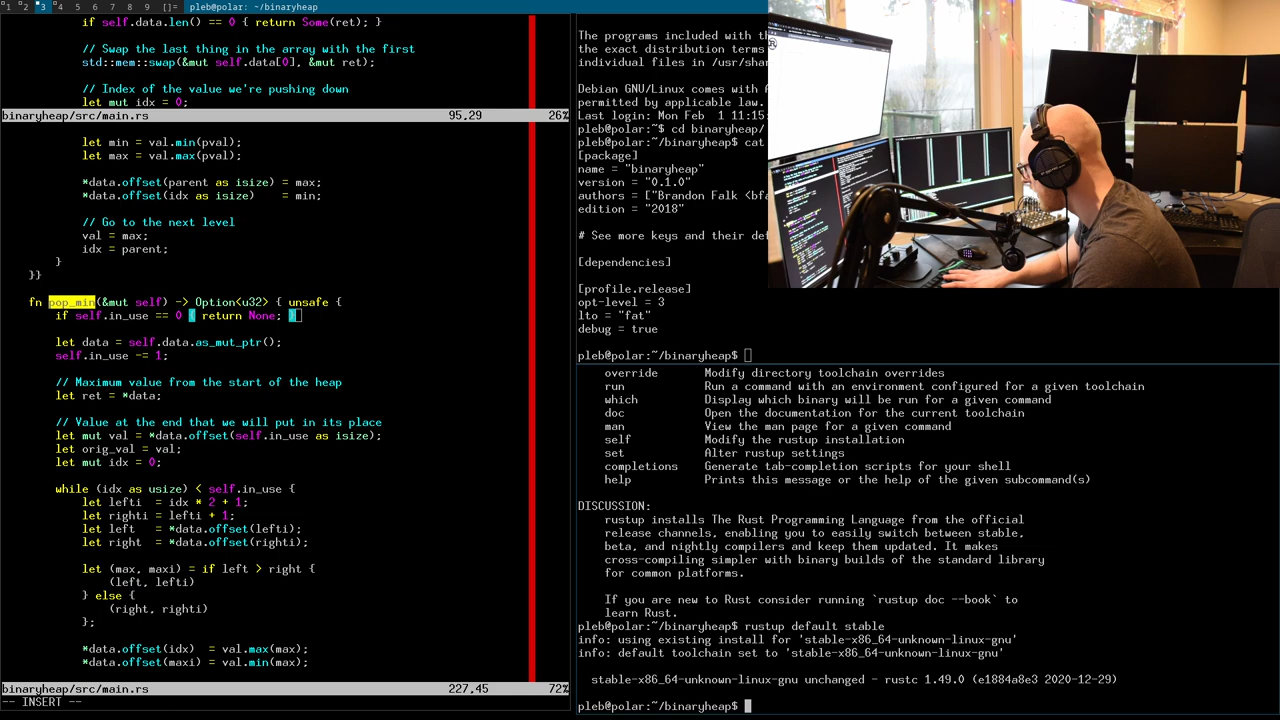 1 2 3 4 5 6 7 8 9 []= pleb@polar: ~/binaryheap
if self.data.len() == 0 { return Some(ret); }
// Swap the last thing in the array with the first
std::mem::swap(&mut self.data[0], &mut ret);
// Index of the value we're pushing down
let mut idx = 0;
binaryheap/src/main.rs 95,29 26%
let min = val.min(pval);
let max = val.max(pval);
*data.offset(parent as isize) = max;
*data.offset(idx as isize)    = min;
// Go to the next level
val = max;
idx = parent;
}
}}
fn pop_min(&mut self) -> Option<u32> { unsafe {
if self.in_use == 0 { return None; }
let data = self.data.as_mut_ptr();
self.in_use -= 1;
// Maximum value from the start of the heap
let ret = *data;
// Value at the end that we will put in its place
let mut val = *data.offset(self.in_use as isize);
let orig_val = val;
let mut idx = 0;
while (idx as usize) < self.in_use {
let lefti  = idx * 2 + 1;
let righti = lefti + 1;
let left   = *data.offset(lefti);
let right  = *data.offset(righti);
let (max, maxi) = if left > right {
(left, lefti)
} else {
(right, righti)
};
*data.offset(idx)  = val.max(max);
*data.offset(maxi) = val.min(max);
binaryheap/src/main.rs 227,45 72%
-- INSERT --
The programs included with th
the exact distribution terms
individual files in /usr/shar
Debian GNU/Linux comes with A
permitted by applicable law.
Last login: Mon Feb  1 11:15:
pleb@polar:~$ cd binaryheap/
pleb@polar:~/binaryheap$ cat
[package]
name = "binaryheap"
version = "0.1.0"
authors = ["Brandon Falk <bfa
edition = "2018"
# See more keys and their def
[dependencies]
[profile.release]
opt-level = 3
lto = "fat"
debug = true
pleb@polar:~/binaryheap$
override Modify directory toolchain overrides
run Run a command with an environment configured for a given toolchain
which Display which binary will be run for a given command
doc Open the documentation for the current toolchain
man View the man page for a given command
self Modify the rustup installation
set Alter rustup settings
completions Generate tab-completion scripts for your shell
help Prints this message or the help of the given subcommand(s)
DISCUSSION:
rustup installs The Rust Programming Language from the official
release channels, enabling you to easily switch between stable,
beta, and nightly compilers and keep them updated. It makes
cross-compiling simpler with binary builds of the standard library
for common platforms.
If you are new to Rust consider running `rustup doc --book` to
learn Rust.
pleb@polar:~/binaryheap$ rustup default stable
info: using existing install for 'stable-x86_64-unknown-linux-gnu'
info: default toolchain set to 'stable-x86_64-unknown-linux-gnu'
stable-x86_64-unknown-linux-gnu unchanged - rustc 1.49.0 (e1884a8e3 2020-12-29)
pleb@polar:~/binaryheap$